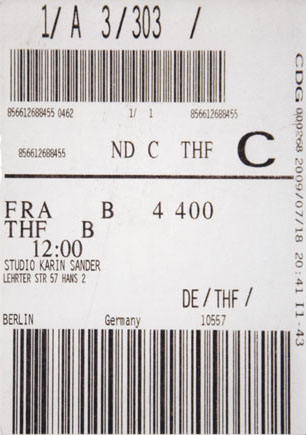 1/ A 3/303 /
856612688455 0462 1/ 1 856612688455
856612688455 ND C THF C
FRA B 4 400
THF B
12:00
STUDIO KARIN SANDER
LEHRTER STR 57 HANS 2
DE/THF/
BERLIN Germany 10557
CDG 0000268 2009/07/18 20:41 11-43